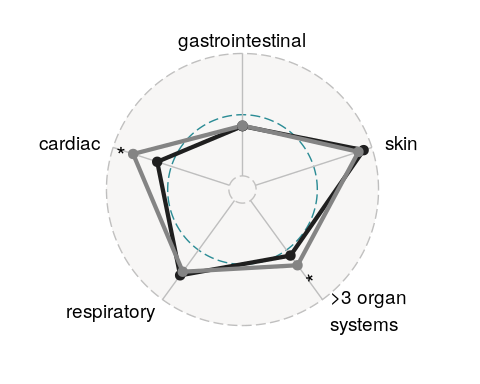 gastrointestinal
cardiac
*
skin
*
>3 organ
systems
respiratory